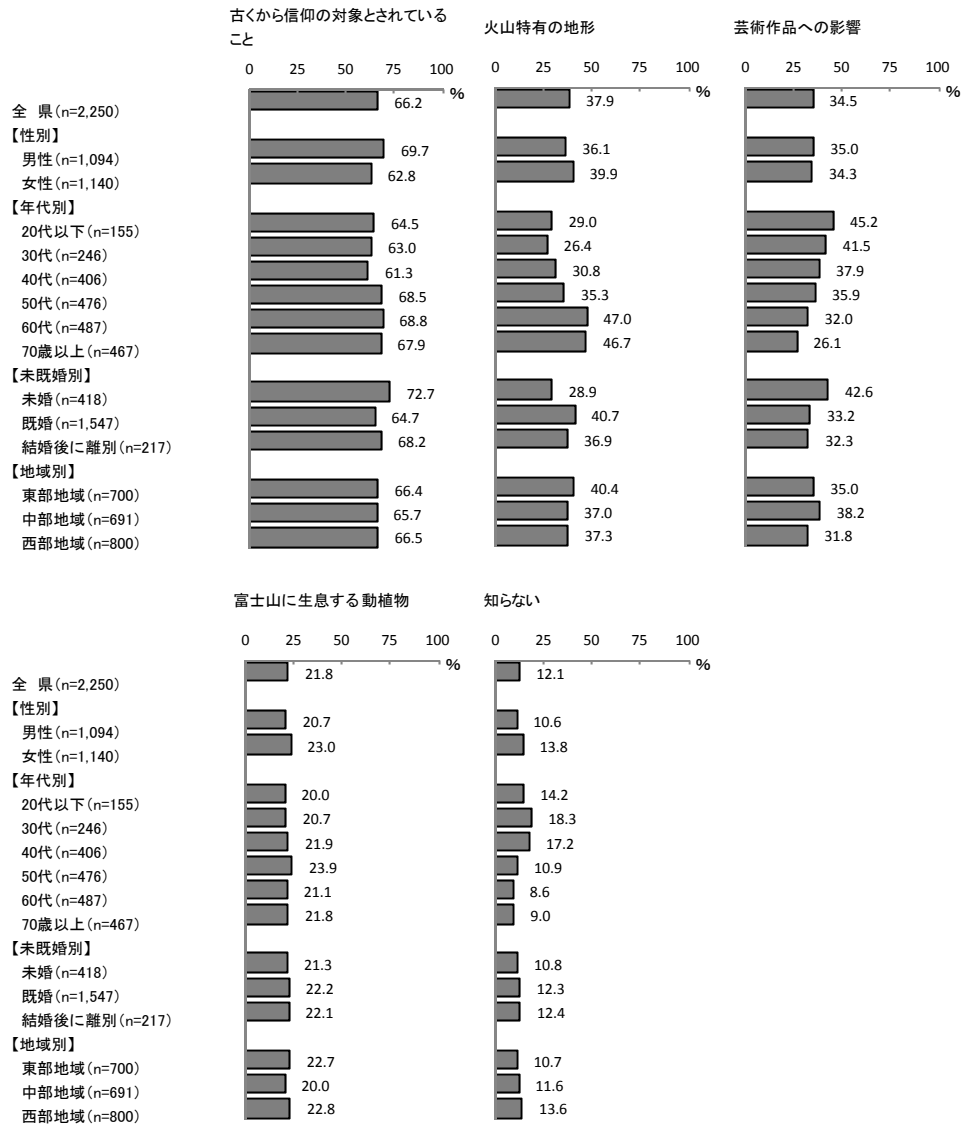 古くから信仰の対象とされている
こと
火山特有の地形
芸術作品への影響
0 25 50 75 100
%
0 25 50 75 100
%
0 25 50 75 100
%
全 県(n=2,250) 66.2 37.9 34.5
【性別】
男性(n=1,094) 69.7 36.1 35.0
女性(n=1,140) 62.8 39.9 34.3
【年代別】
20代以下(n=155) 64.5 29.0 45.2
30代(n=246) 63.0 26.4 41.5
40代(n=406) 61.3 30.8 37.9
50代(n=476) 68.5 35.3 35.9
60代(n=487) 68.8 47.0 32.0
70歳以上(n=467) 67.9 46.7 26.1
【未既婚別】
未婚(n=418) 72.7 28.9 42.6
既婚(n=1,547) 64.7 40.7 33.2
結婚後に離別(n=217) 68.2 36.9 32.3
【地域別】
東部地域(n=700) 66.4 40.4 35.0
中部地域(n=691) 65.7 37.0 38.2
西部地域(n=800) 66.5 37.3 31.8
富士山に生息する動植物
知らない
0 25 50 75 100
%
0 25 50 75 100
%
全 県(n=2,250) 21.8 12.1
【性別】
男性(n=1,094) 20.7 10.6
女性(n=1,140) 23.0 13.8
【年代別】
20代以下(n=155) 20.0 14.2
30代(n=246) 20.7 18.3
40代(n=406) 21.9 17.2
50代(n=476) 23.9 10.9
60代(n=487) 21.1 8.6
70歳以上(n=467) 21.8 9.0
【未既婚別】
未婚(n=418) 21.3 10.8
既婚(n=1,547) 22.2 12.3
結婚後に離別(n=217) 22.1 12.4
【地域別】
東部地域(n=700) 22.7 10.7
中部地域(n=691) 20.0 11.6
西部地域(n=800) 22.8 13.6